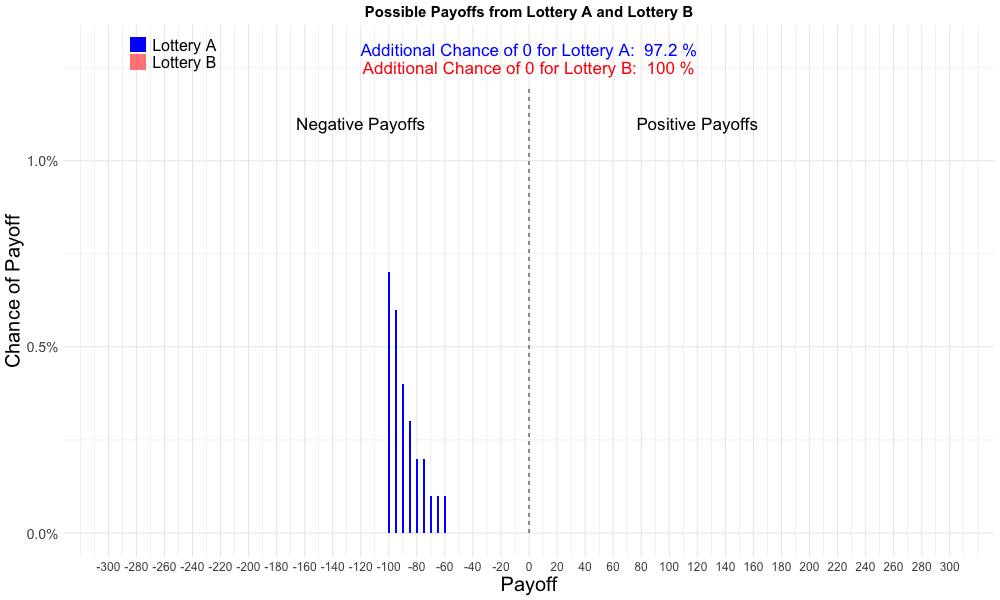 Possible Payoffs from Lottery A and Lottery B
Lottery A
Lottery B
Additional Chance of 0 for Lottery A:  97.2 %
Additional Chance of 0 for Lottery B:  100 %
Negative Payoffs
Positive Payoffs
Chance of Payoff
1.0%
0.5%
0.0%
-300 -280 -260 -240 -220 -200 -180 -160 -140 -120 -100 -80 -60 -40 -20 0 20 40 60 80 100 120 140 160 180 200 220 240 260 280 300
Payoff